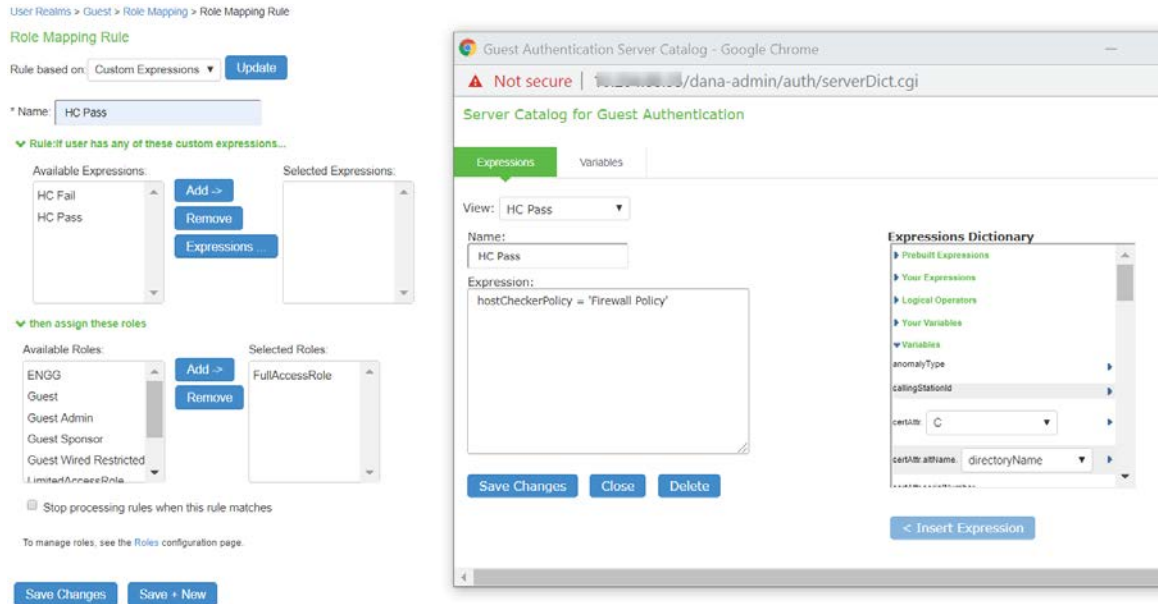 User Realms > Guest > Role Mapping > Role Mapping Rule
Role Mapping Rule
Rule based on: Custom Expressions Update
* Name: HC Pass
Rule:If user has any of these custom expressions...
Available Expressions: Selected Expressions:
HC Fail
HC Pass
Add ->
Remove
Expressions ...
then assign these roles
Available Roles: Selected Roles:
ENGG
Guest
Guest Admin
Guest Sponsor
Guest Wired Restricted
LimitedAccessRole
Add ->
Remove
FullAccessRole
Stop processing rules when this rule matches
To manage roles, see the Roles configuration page.
Save Changes Save + New
Guest Authentication Server Catalog - Google Chrome
Not secure | /dana-admin/auth/serverDict.cgi
Server Catalog for Guest Authentication
Expressions Variables
View: HC Pass
Name:
HC Pass
Expression:
hostCheckerPolicy = 'Firewall Policy'
Save Changes Close Delete
Expressions Dictionary
Prebuilt Expressions
Your Expressions
Logical Operators
Your Variables
Variables
anomalyType
callingStationId
certAttr. C
certAttr.altName. directoryName
< Insert Expression